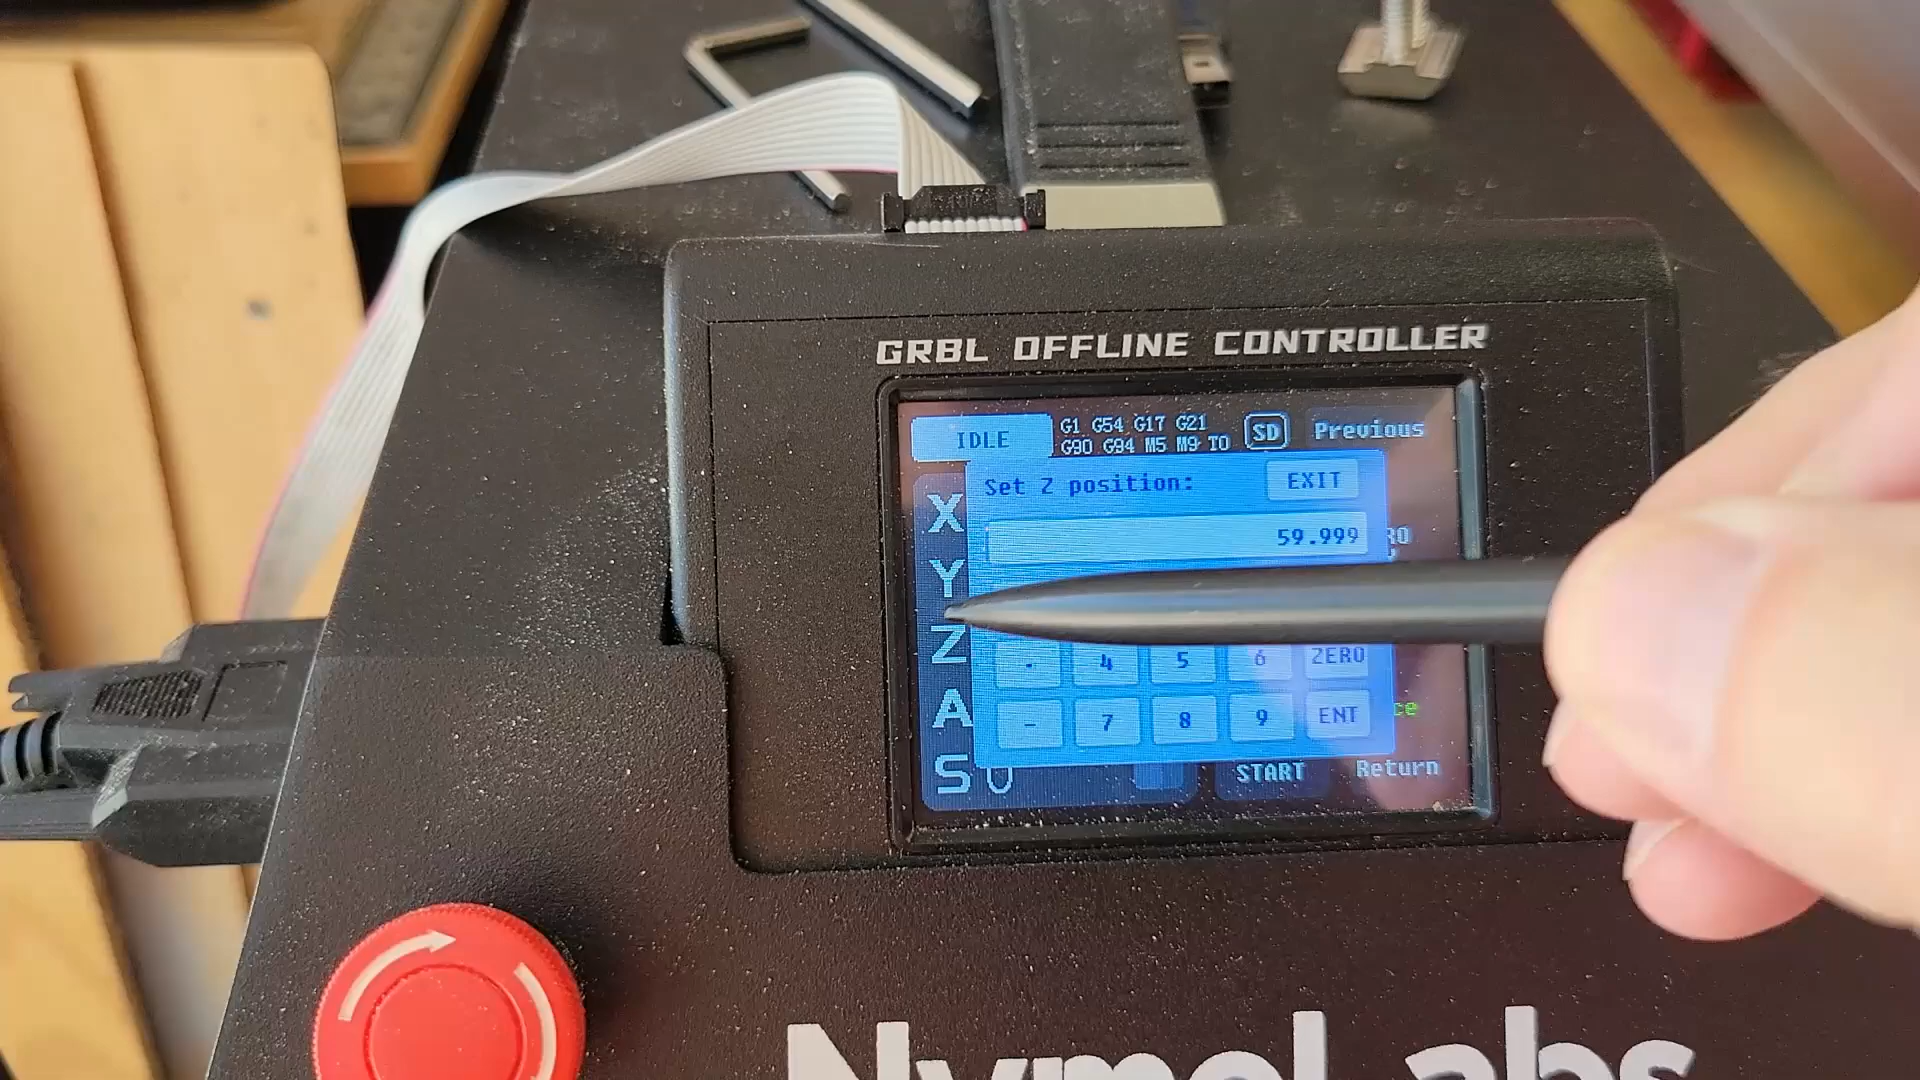 GRBL OFFLINE CONTROLLER
IDLE
G1 G54 G17 G21
G90 G94 M5 M9 T0
SD
Previous
Set Z position:
EXIT
X
59.999
Y
Z
. 4 5 6 ZERO
A
- 7 8 9 ENT
S
START
Return
NymoLabs